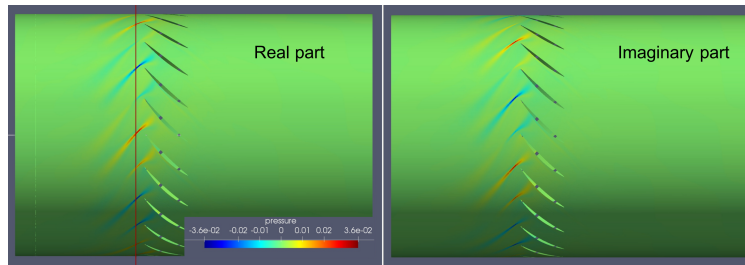 Real part
Imaginary part
pressure
-3.6e-02 -0.02 -0.01 0 0.01 0.02 3.6e-02